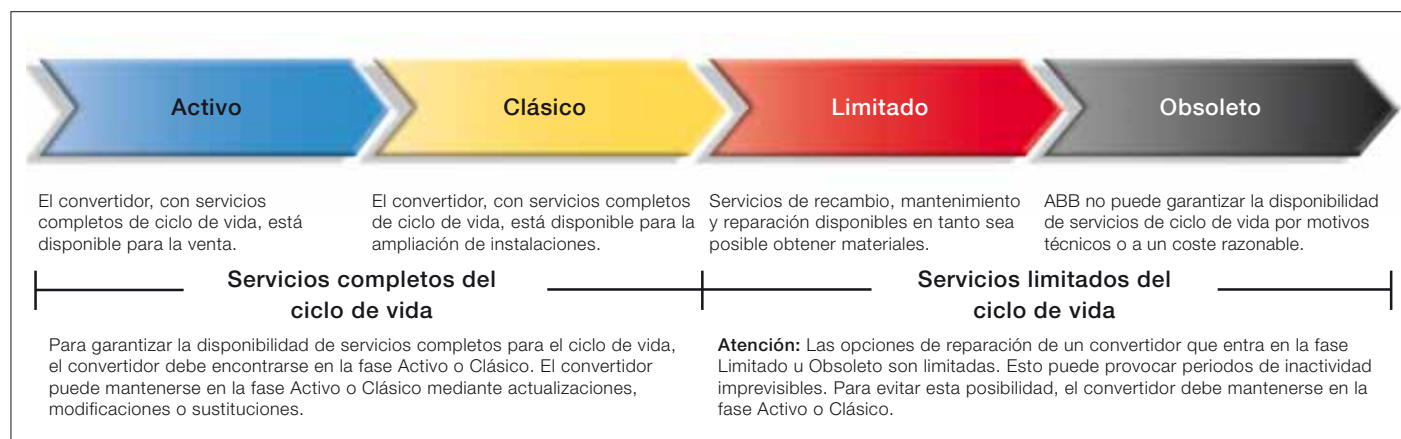 Activo
Clásico
Limitado
Obsoleto
El convertidor, con servicios
completos de ciclo de vida, está
disponible para la venta.
El convertidor, con servicios completos
de ciclo de vida, está disponible para la
ampliación de instalaciones.
Servicios de recambio, mantenimiento
y reparación disponibles en tanto sea
posible obtener materiales.
ABB no puede garantizar la disponibilidad
de servicios de ciclo de vida por motivos
técnicos o a un coste razonable.
Servicios completos del
ciclo de vida
Servicios limitados del
ciclo de vida
Para garantizar la disponibilidad de servicios completos para el ciclo de vida,
el convertidor debe encontrarse en la fase Activo o Clásico. El convertidor
puede mantenerse en la fase Activo o Clásico mediante actualizaciones,
modificaciones o sustituciones.
Atención: Las opciones de reparación de un convertidor que entra en la fase
Limitado u Obsoleto son limitadas. Esto puede provocar periodos de inactividad
imprevisibles. Para evitar esta posibilidad, el convertidor debe mantenerse en la
fase Activo o Clásico.